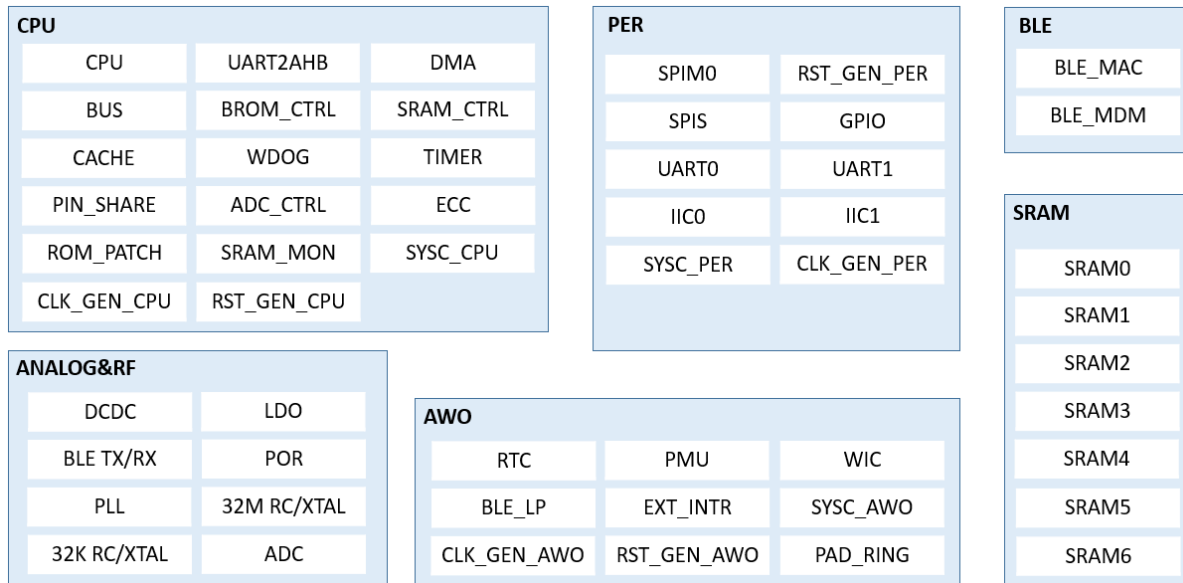 CPU
CPU UART2AHB DMA
BUS BROM_CTRL SRAM_CTRL
CACHE WDOG TIMER
PIN_SHARE ADC_CTRL ECC
ROM_PATCH SRAM_MON SYSC_CPU
CLK_GEN_CPU RST_GEN_CPU
PER
SPIM0 RST_GEN_PER
SPIS GPIO
UART0 UART1
IIC0 IIC1
SYSC_PER CLK_GEN_PER
BLE
BLE_MAC
BLE_MDM
ANALOG&RF
DCDC LDO
BLE TX/RX POR
PLL 32M RC/XTAL
32K RC/XTAL ADC
AWO
RTC PMU WIC
BLE_LP EXT_INTR SYSC_AWO
CLK_GEN_AWO RST_GEN_AWO PAD_RING
SRAM
SRAM0
SRAM1
SRAM2
SRAM3
SRAM4
SRAM5
SRAM6